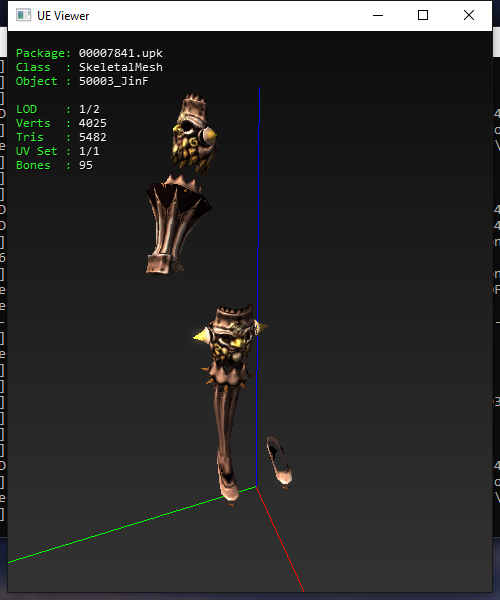 UE Viewer
Package: 00007841.upk
Class  : SkeletalMesh
Object : 50003_JinF
LOD    : 1/2
Verts  : 4025
Tris   : 5482
UV Set : 1/1
Bones  : 95